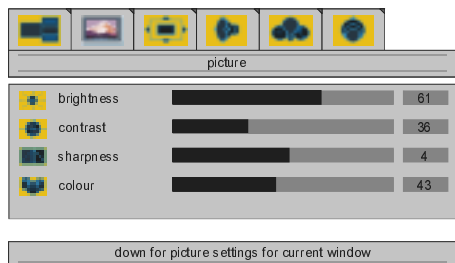 picture
brightness 61
contrast 36
sharpness 4
colour 43
down for picture settings for current window